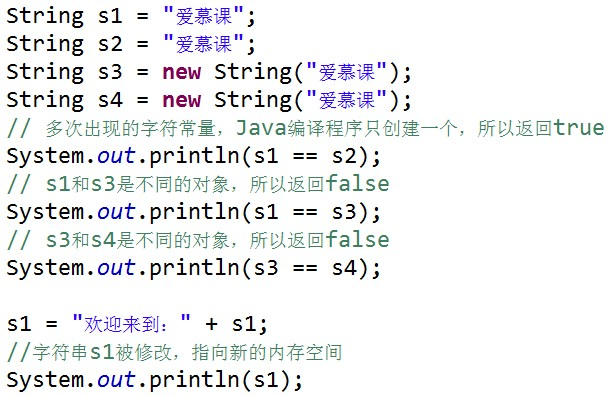 String s1 = "爱慕课";
String s2 = "爱慕课";
String s3 = new String("爱慕课");
String s4 = new String("爱慕课");
// 多次出现的字符常量，Java编译程序只创建一个，所以返回true
System.out.println(s1 == s2);
// s1和s3是不同的对象，所以返回false
System.out.println(s1 == s3);
// s3和s4是不同的对象，所以返回false
System.out.println(s3 == s4);
s1 = "欢迎来到：" + s1;
//字符串s1被修改，指向新的内存空间
System.out.println(s1);